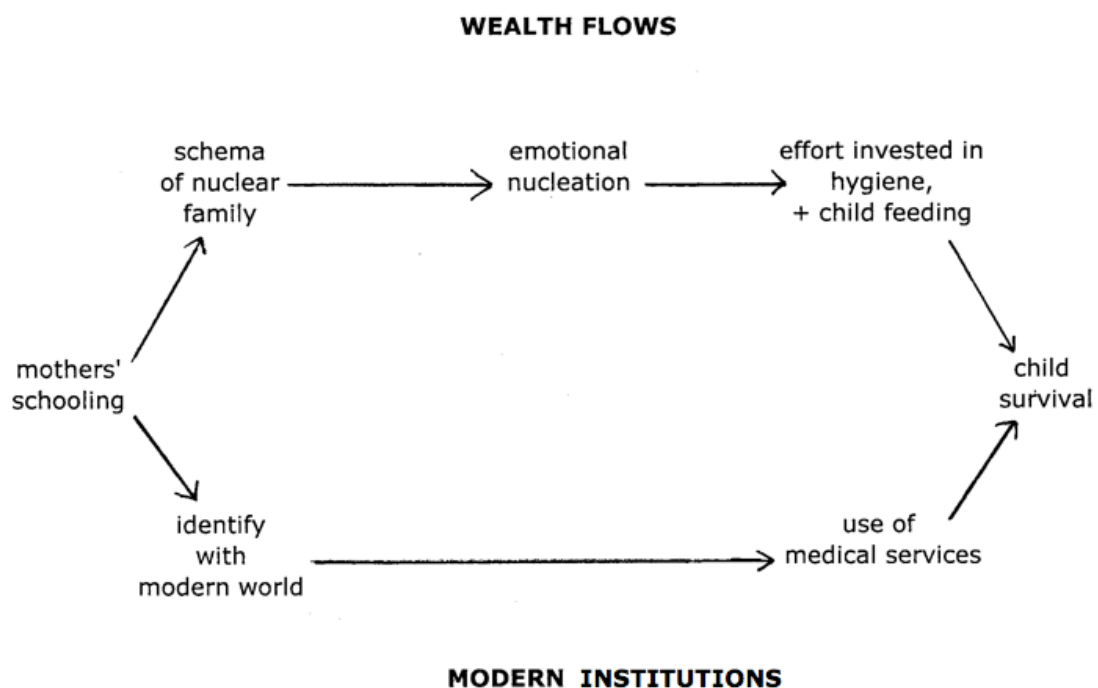 WEALTH FLOWS
schema
of nuclear
family
emotional
nucleation
effort invested in
hygiene,
+ child feeding
mothers'
schooling
child
survival
identify
with
modern world
use of
medical services
MODERN INSTITUTIONS